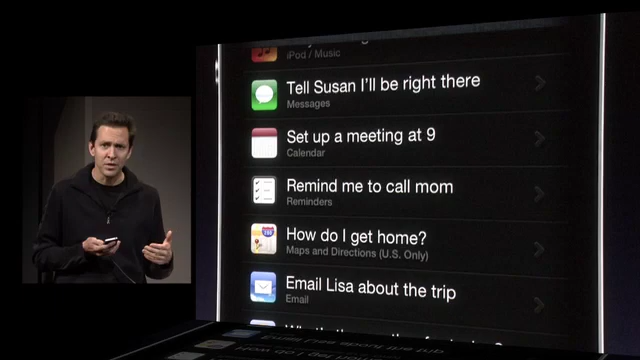 iPod / Music
Tell Susan I'll be right there
Messages
Set up a meeting at 9
Calendar
Remind me to call mom
Reminders
How do I get home?
Maps and Directions (U.S. Only)
Email Lisa about the trip
Email